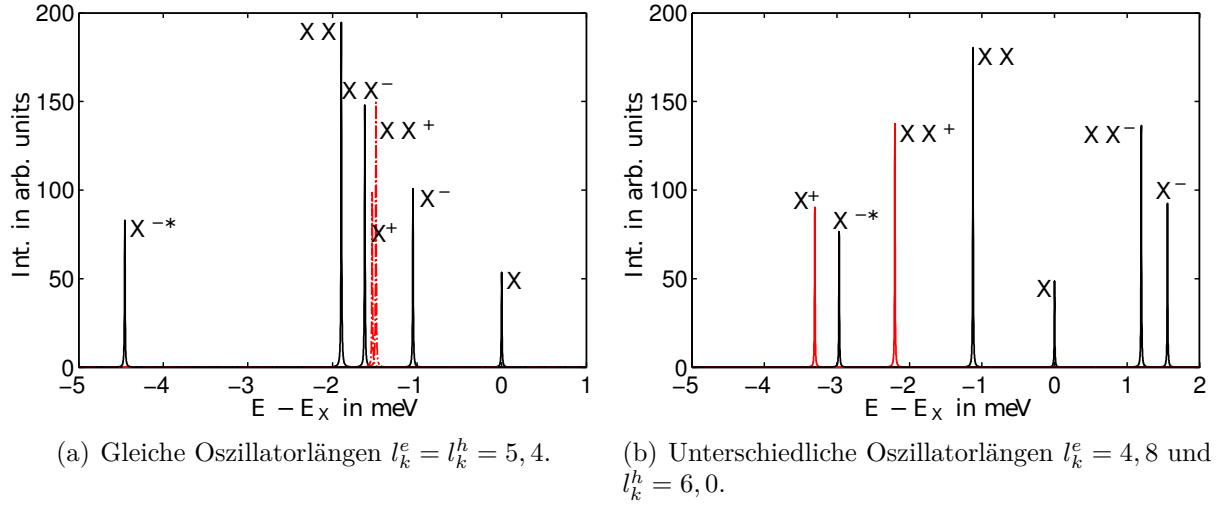 200
150
100
50
0
Int. in arb. units
X X
X X⁻
X X⁺
X⁻
X⁺
X⁻*
X
−5 −4 −3 −2 −1 0 1
E − E_X in meV
(a) Gleiche Oszillatorlängen l_k^e = l_k^h = 5, 4.
200
150
100
50
0
Int. in arb. units
X X
X X⁺
X X⁻
X⁺
X⁻*
X⁻
X
−5 −4 −3 −2 −1 0 1 2
E − E_X in meV
(b) Unterschiedliche Oszillatorlängen l_k^e = 4, 8 und
l_k^h = 6, 0.